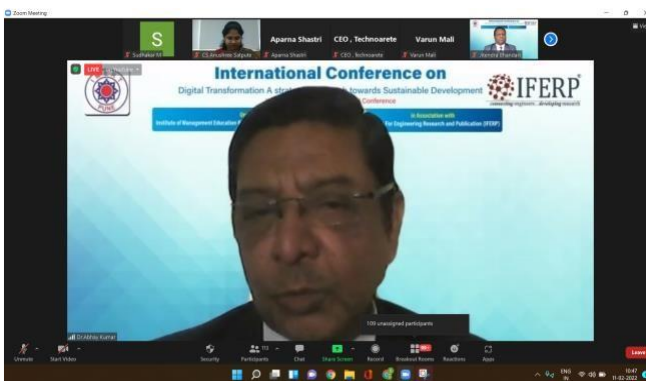 Zoom Meeting
S
Aparna Shastri
CEO , Technoarete
Varun Mali
Sudhakar
CS Anushree Satpute
Aparna Shastri
CEO , Technoarete
Varun Mali
LIVE
PUNE
International Conference on
Digital Transformation A towards Sustainable Development
Conference
IFERP
connecting engineers... developing research
Institute of Management Education
In Association with
For Engineering Research and Publication (IFERP)
109 unassigned participants
Dr.Abhay Kumar
Unmute
Start Video
Security
Participants
Chat
Share Screen
Record
Breakout Rooms
Reactions
Apps
Leave
ENG
IN
10:47
11-02-2022